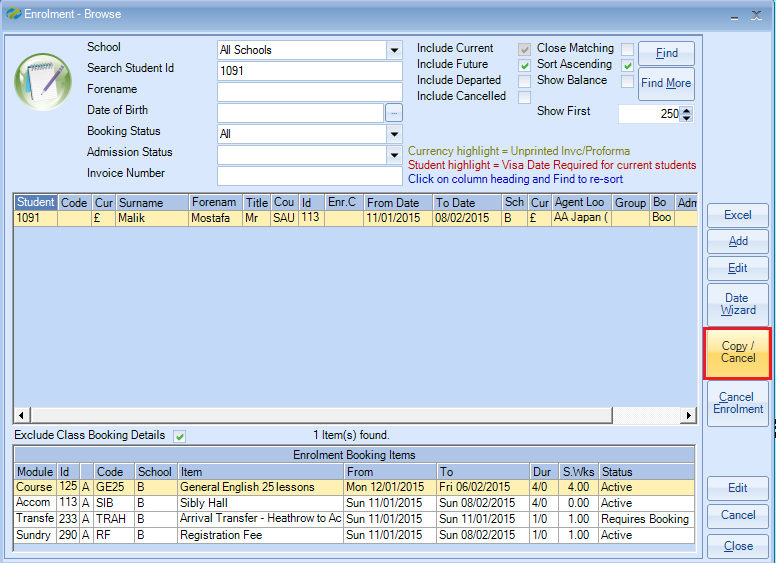 Enrolment - Browse
School All Schools Include Current Close Matching Find
Search Student Id 1091 Include Future Sort Ascending
Forename Include Departed Show Balance Find More
Date of Birth ... Include Cancelled
Booking Status All Show First 250
Admission Status Currency highlight = Unprinted Invc/Proforma
Student highlight = Visa Date Required for current students
Invoice Number Click on column heading and Find to re-sort
Student Code Cur Surname Forenam Title Cou Id Enr.C From Date To Date Sch Cur Agent Loo Group Bo Adm
1091 £ Malik Mostafa Mr SAU 113 11/01/2015 08/02/2015 B £ AA Japan ( Boo
Excel
Add
Edit
Date
Wizard
Copy /
Cancel
Cancel
Enrolment
Exclude Class Booking Details 1 Item(s) found.
Enrolment Booking Items
Module Id Code School Item From To Dur S.Wks Status
Course 125 A GE25 B General English 25 lessons Mon 12/01/2015 Fri 06/02/2015 4/0 4.00 Active
Accom 113 A SIB B Sibly Hall Sun 11/01/2015 Sun 08/02/2015 4/0 0.00 Active
Transfe 233 A TRAH B Arrival Transfer - Heathrow to Ac Sun 11/01/2015 Sun 11/01/2015 1/0 1.00 Requires Booking
Sundry 290 A RF B Registration Fee Sun 11/01/2015 Sun 08/02/2015 1/0 1.00 Active
Edit
Cancel
Close